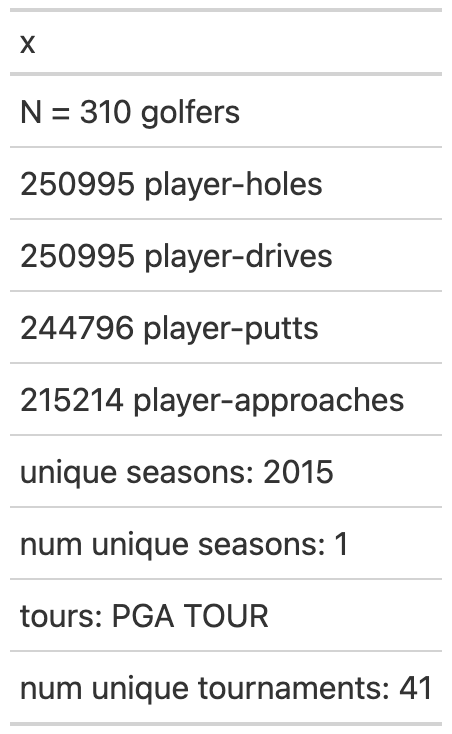 x
N = 310 golfers
250995 player-holes
250995 player-drives
244796 player-putts
215214 player-approaches
unique seasons: 2015
num unique seasons: 1
tours: PGA TOUR
num unique tournaments: 41